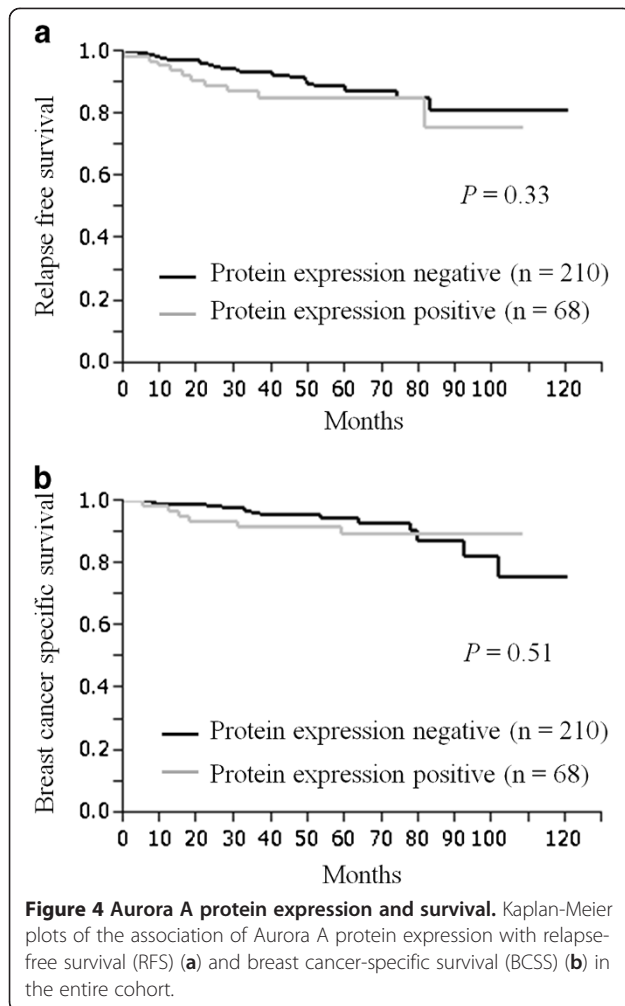 a
Relapse free survival
1.0
0.8
0.6
0.4
0.2
0.0
P = 0.33
Protein expression negative (n = 210)
Protein expression positive (n = 68)
0 10 20 30 40 50 60 70 80 90 100 120
Months
b
Breast cancer specific survival
1.0
0.8
0.6
0.4
0.2
0.0
P = 0.51
Protein expression negative (n = 210)
Protein expression positive (n = 68)
0 10 20 30 40 50 60 70 80 90 100 120
Months
Figure 4 Aurora A protein expression and survival. Kaplan-Meier
plots of the association of Aurora A protein expression with relapse-
free survival (RFS) (a) and breast cancer-specific survival (BCSS) (b) in
the entire cohort.